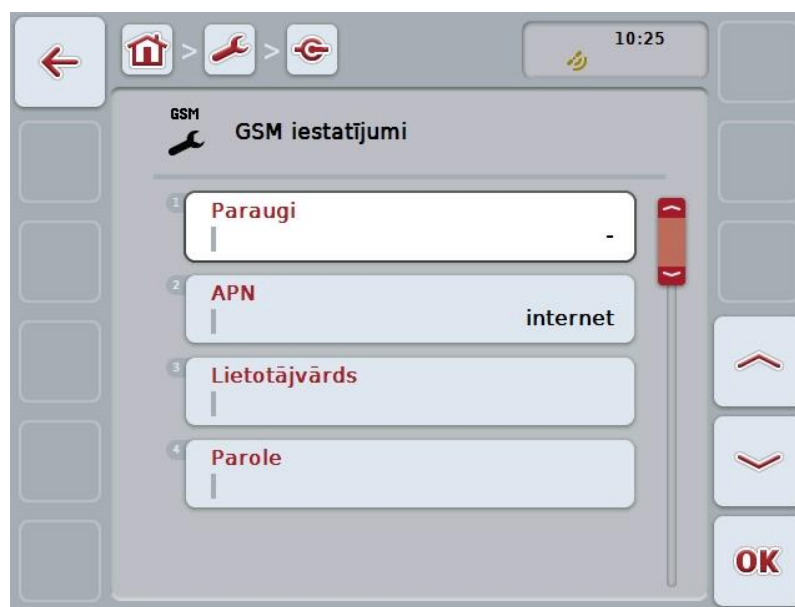 10:25
GSM
GSM iestatījumi
1
Paraugi
-
2
APN
internet
3
Lietotājvārds
4
Parole
OK